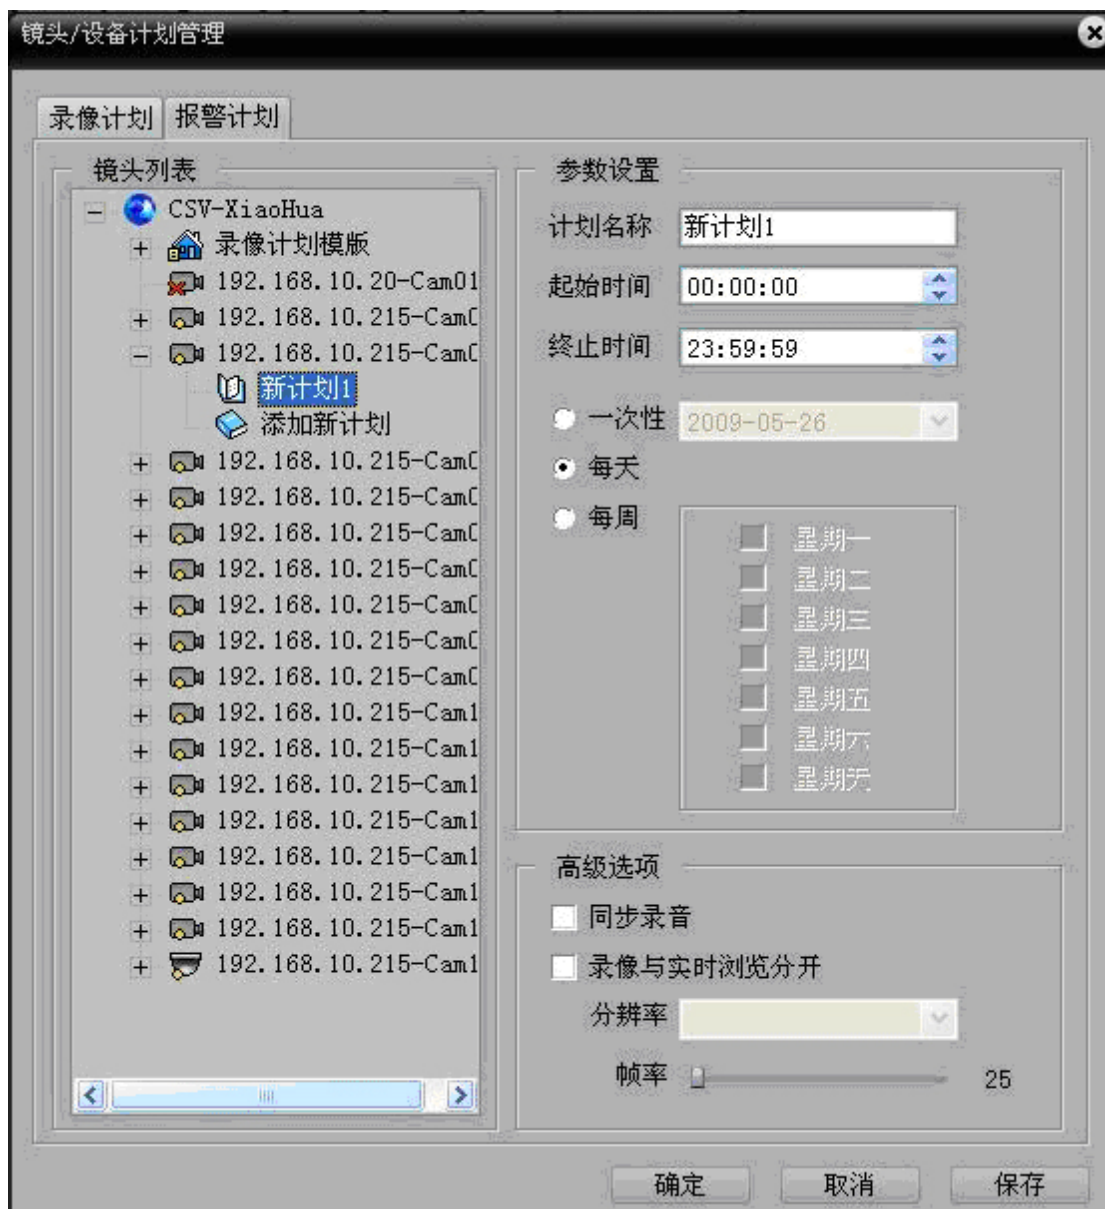 镜头/设备计划管理
录像计划 报警计划
镜头列表
CSV-XiaoHua
录像计划模版
192.168.10.20-Cam01
192.168.10.215-Cam0
192.168.10.215-Cam0
新计划1
添加新计划
192.168.10.215-Cam0
192.168.10.215-Cam0
192.168.10.215-Cam0
192.168.10.215-Cam0
192.168.10.215-Cam0
192.168.10.215-Cam0
192.168.10.215-Cam0
192.168.10.215-Cam1
192.168.10.215-Cam1
192.168.10.215-Cam1
192.168.10.215-Cam1
192.168.10.215-Cam1
192.168.10.215-Cam1
192.168.10.215-Cam1
192.168.10.215-Cam1
参数设置
计划名称 新计划1
起始时间 00:00:00
终止时间 23:59:59
一次性 2009-05-26
每天
每周
星期一
星期二
星期三
星期四
星期五
星期六
星期天
高级选项
同步录音
录像与实时浏览分开
分辨率
帧率 25
确定 取消 保存